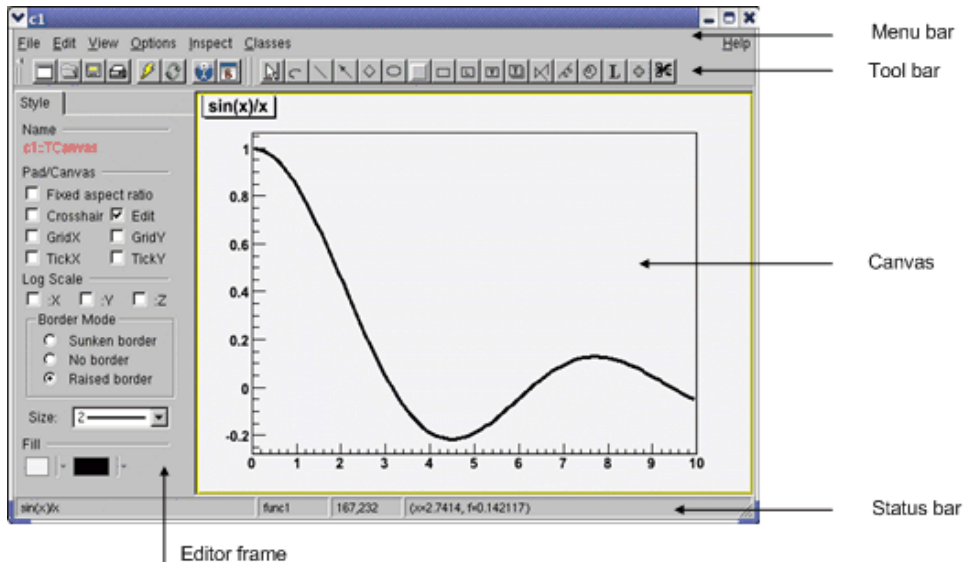 c1
File Edit View Options Inspect Classes Help
Menu bar
Tool bar
L
Style
sin(x)/x
Name
c1::TCanvas
Pad/Canvas
Fixed aspect ratio
Crosshair Edit
GridX GridY
TickX TickY
Log Scale
:X :Y :Z
Border Mode
Sunken border
No border
Raised border
Size: 2
Fill
1
0.8
0.6
0.4
0.2
0
-0.2
0 1 2 3 4 5 6 7 8 9 10
Canvas
sin(x)/x func1 167,232 (x=2.7414, f=0.142117)
Status bar
Editor frame